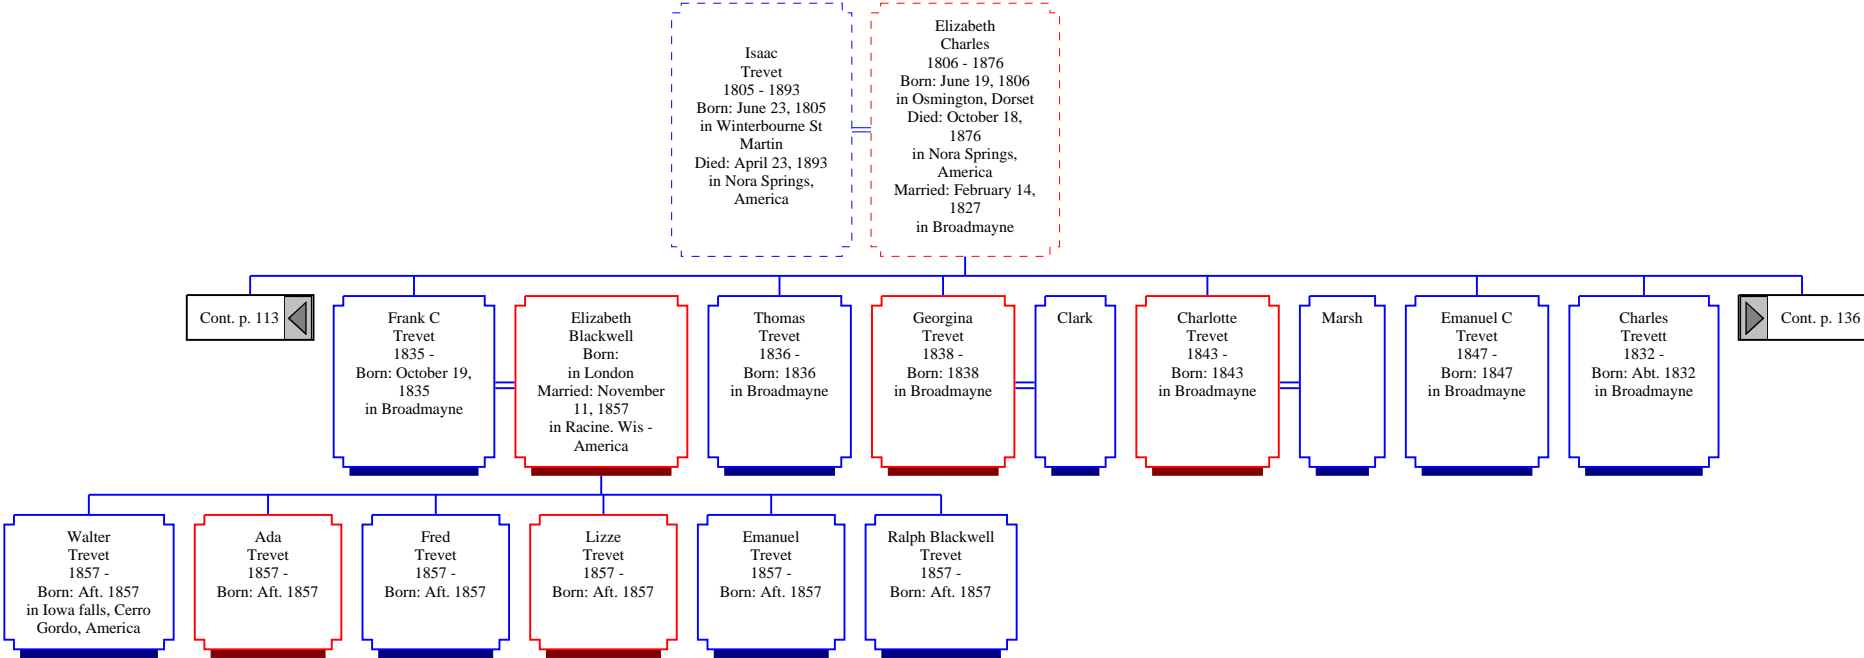 Isaac
Trevet
1805 - 1893
Born: June 23, 1805
in Winterbourne St
Martin
Died: April 23, 1893
in Nora Springs,
America
Elizabeth
Charles
1806 - 1876
Born: June 19, 1806
in Osmington, Dorset
Died: October 18,
1876
in Nora Springs,
America
Married: February 14,
1827
in Broadmayne
Cont. p. 113
Frank C
Trevet
1835 -
Born: October 19,
1835
in Broadmayne
Elizabeth
Blackwell
Born:
in London
Married: November
11, 1857
in Racine. Wis -
America
Thomas
Trevet
1836 -
Born: 1836
in Broadmayne
Georgina
Trevet
1838 -
Born: 1838
in Broadmayne
Clark
Charlotte
Trevet
1843 -
Born: 1843
in Broadmayne
Marsh
Emanuel C
Trevet
1847 -
Born: 1847
in Broadmayne
Charles
Trevett
1832 -
Born: Abt. 1832
in Broadmayne
Cont. p. 136
Walter
Trevet
1857 -
Born: Aft. 1857
in Iowa falls, Cerro
Gordo, America
Ada
Trevet
1857 -
Born: Aft. 1857
Fred
Trevet
1857 -
Born: Aft. 1857
Lizze
Trevet
1857 -
Born: Aft. 1857
Emanuel
Trevet
1857 -
Born: Aft. 1857
Ralph Blackwell
Trevet
1857 -
Born: Aft. 1857